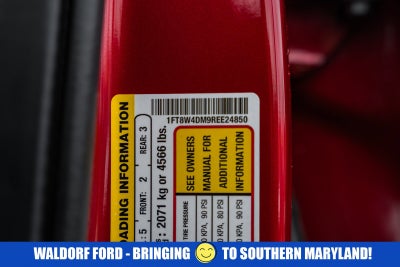 1FT8W4DM9REE24850
LOADING INFORMATION
REAR: 3
FRONT: 2
: 5
: 2071 kg or 4566 lbs.
SEE OWNERS
MANUAL FOR
ADDITIONAL
INFORMATION
TIRE PRESSURE
KPA, 90 PSI
KPA, 80 PSI
KPA, 90 PSI
WALDORF FORD - BRINGING 😊 TO SOUTHERN MARYLAND!